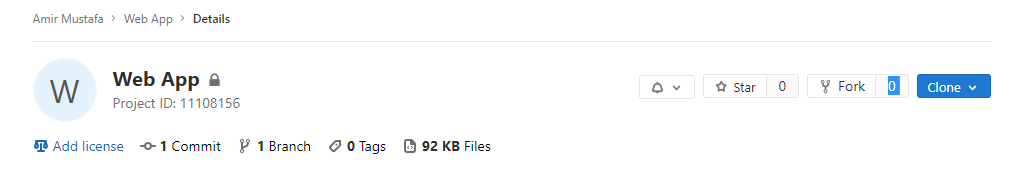 Amir Mustafa > Web App > Details
W
Web App
Project ID: 11108156
Star 0 Fork 0 Clone
Add license 1 Commit 1 Branch 0 Tags 92 KB Files